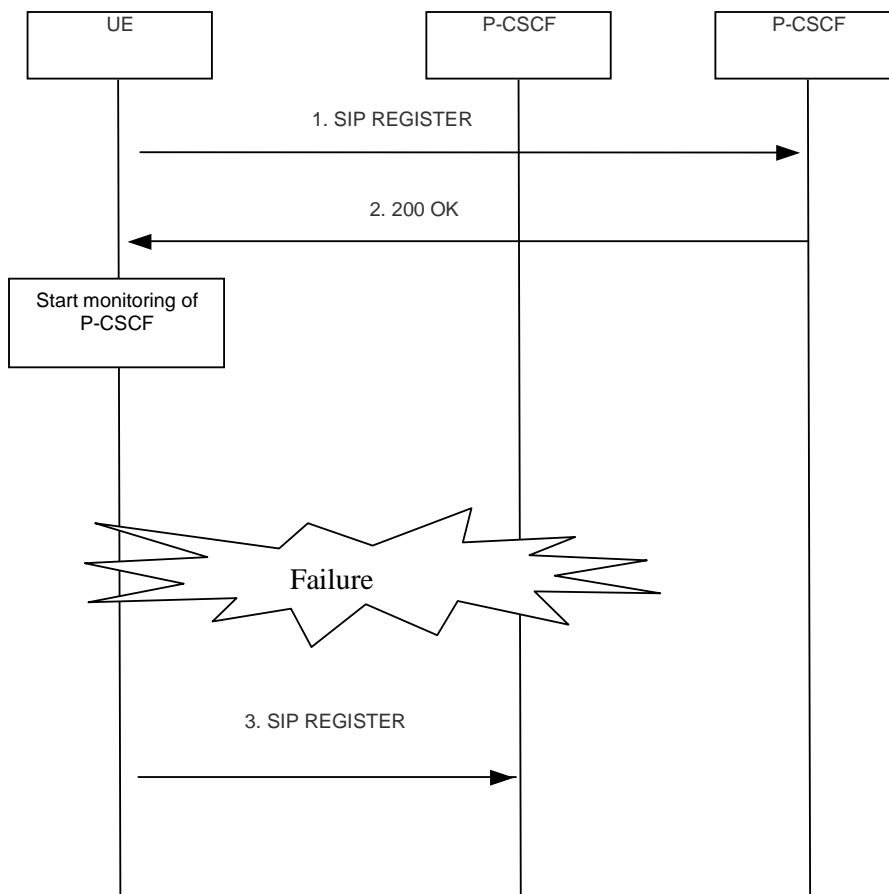 UE
P-CSCF
P-CSCF
1. SIP REGISTER
2. 200 OK
Start monitoring of
P-CSCF
Failure
3. SIP REGISTER